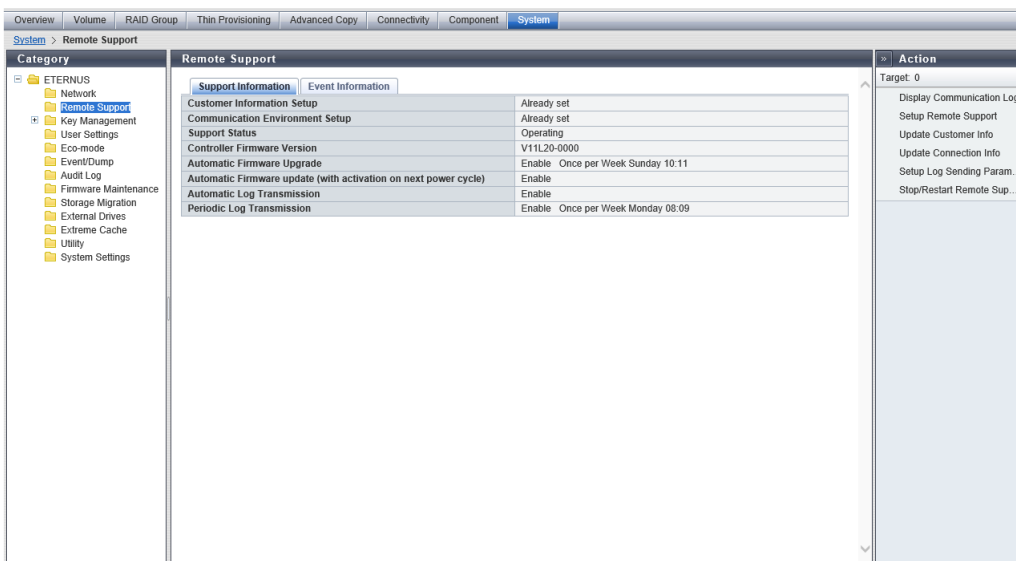 Overview Volume RAID Group Thin Provisioning Advanced Copy Connectivity Component System
System > Remote Support
Category
ETERNUS
Network
Remote Support
Key Management
User Settings
Eco-mode
Event/Dump
Audit Log
Firmware Maintenance
Storage Migration
External Drives
Extreme Cache
Utility
System Settings
Remote Support
Support Information Event Information
Customer Information Setup Already set
Communication Environment Setup Already set
Support Status Operating
Controller Firmware Version V11L20-0000
Automatic Firmware Upgrade Enable Once per Week Sunday 10:11
Automatic Firmware update (with activation on next power cycle) Enable
Automatic Log Transmission Enable
Periodic Log Transmission Enable Once per Week Monday 08:09
» Action
Target: 0
Display Communication Log
Setup Remote Support
Update Customer Info
Update Connection Info
Setup Log Sending Param...
Stop/Restart Remote Sup...